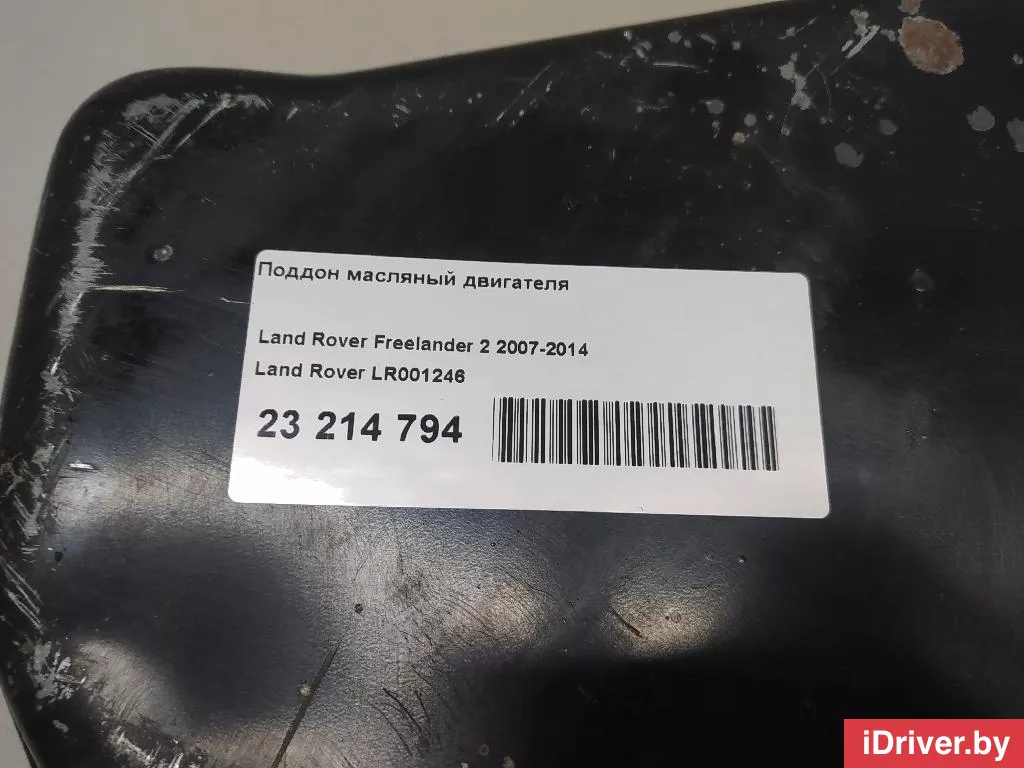 Поддон масляный двигателя
Land Rover Freelander 2 2007-2014
Land Rover LR001246
23 214 794
iDriver.by